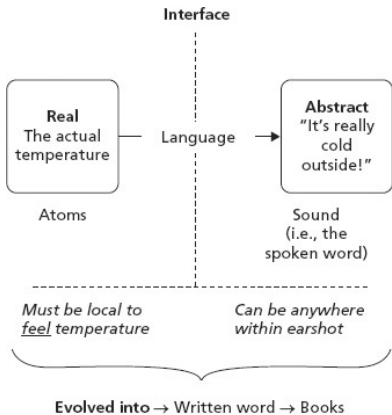 Interface
Real
The actual
temperature
Language
Abstract
"It's really
cold
outside!"
Atoms
Sound
(i.e., the
spoken word)
Must be local to
feel temperature
Can be anywhere
within earshot
Evolved into → Written word → Books